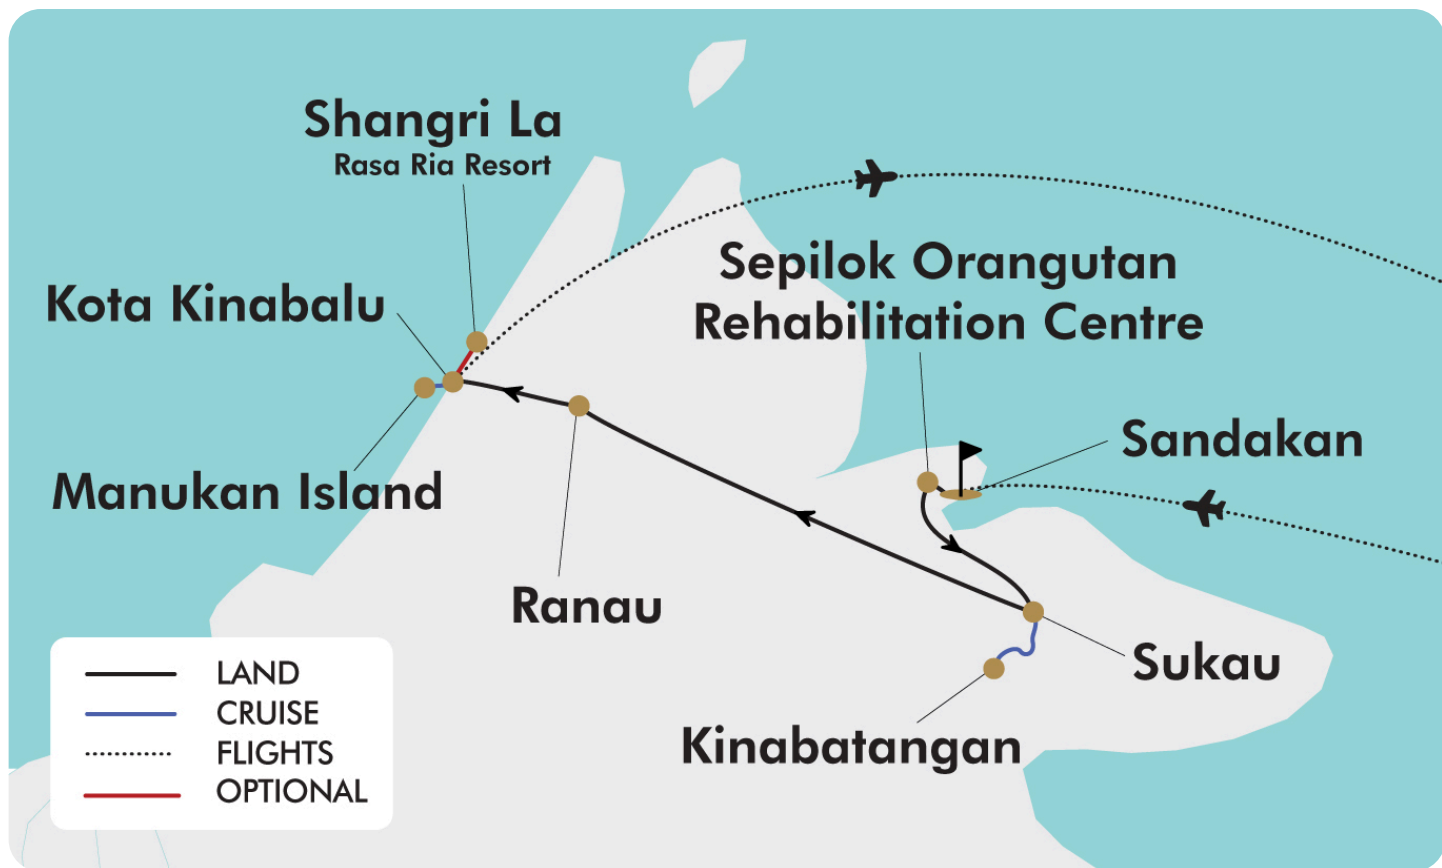 Shangri La
Rasa Ria Resort
Kota Kinabalu
Sepilok Orangutan
Rehabilitation Centre
Sandakan
Manukan Island
Ranau
Sukau
Kinabatangan
LAND
CRUISE
FLIGHTS
OPTIONAL